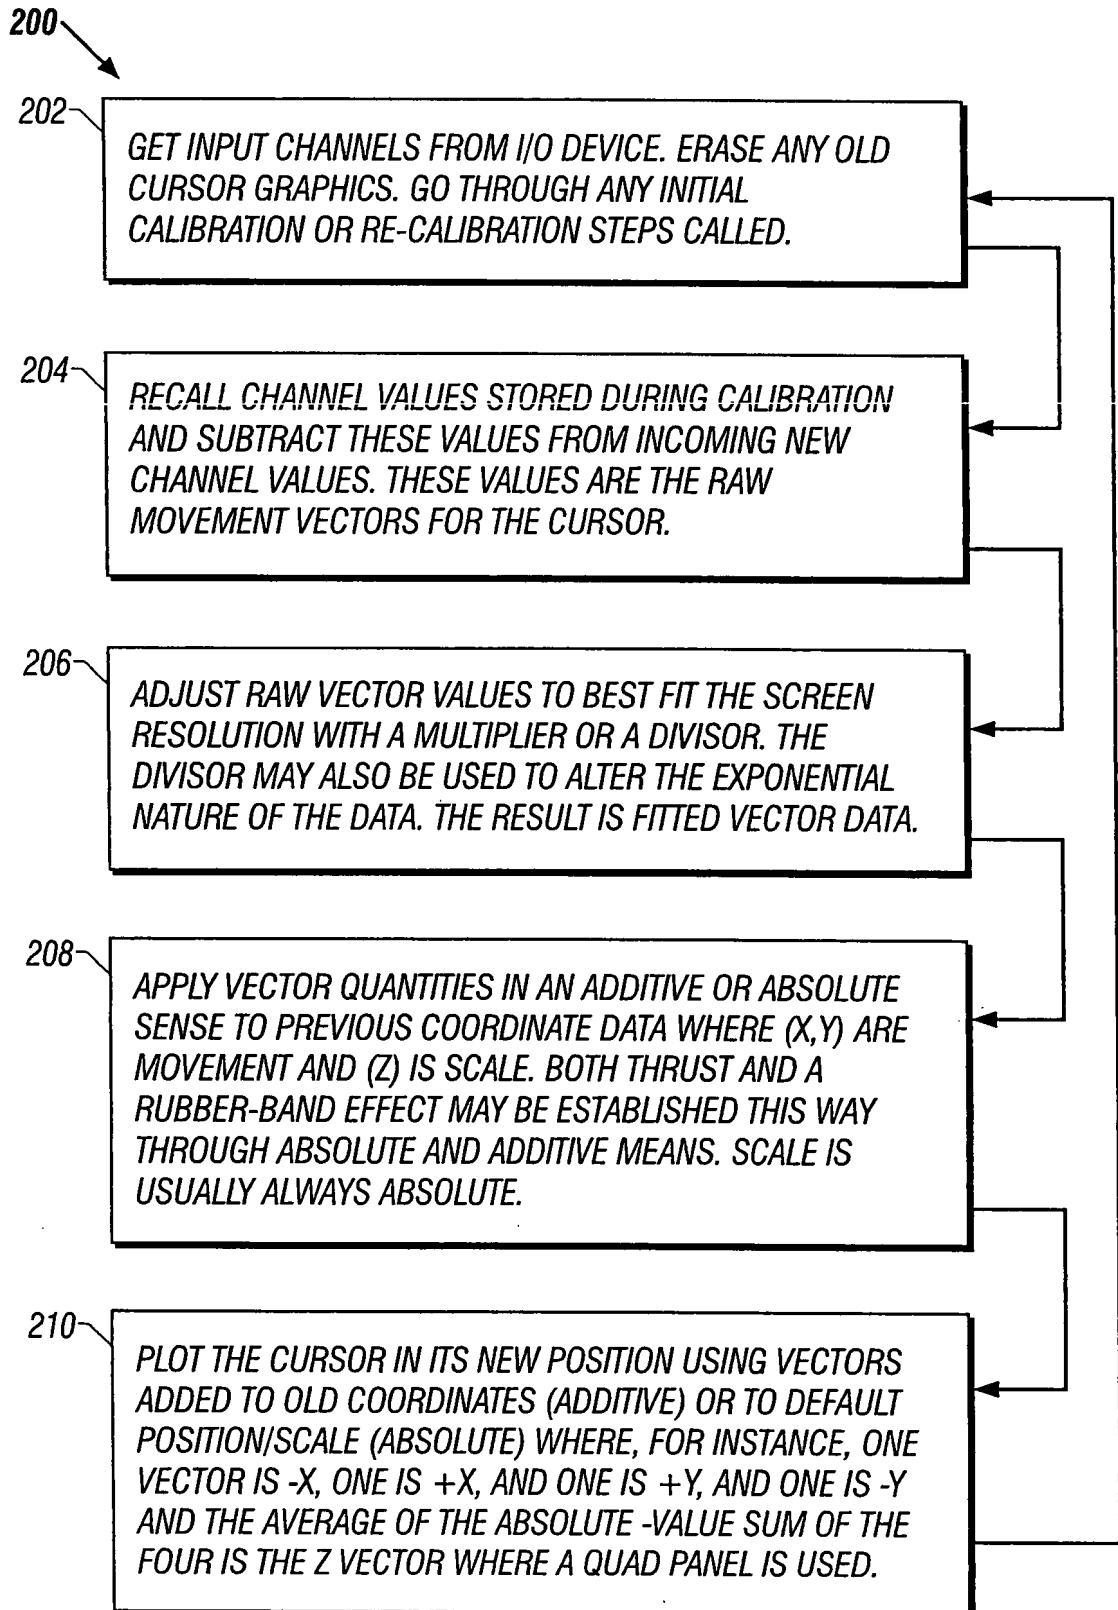 200
202
GET INPUT CHANNELS FROM I/O DEVICE. ERASE ANY OLD
CURSOR GRAPHICS. GO THROUGH ANY INITIAL
CALIBRATION OR RE-CALIBRATION STEPS CALLED.
204
RECALL CHANNEL VALUES STORED DURING CALIBRATION
AND SUBTRACT THESE VALUES FROM INCOMING NEW
CHANNEL VALUES. THESE VALUES ARE THE RAW
MOVEMENT VECTORS FOR THE CURSOR.
206
ADJUST RAW VECTOR VALUES TO BEST FIT THE SCREEN
RESOLUTION WITH A MULTIPLIER OR A DIVISOR. THE
DIVISOR MAY ALSO BE USED TO ALTER THE EXPONENTIAL
NATURE OF THE DATA. THE RESULT IS FITTED VECTOR DATA.
208
APPLY VECTOR QUANTITIES IN AN ADDITIVE OR ABSOLUTE
SENSE TO PREVIOUS COORDINATE DATA WHERE (X,Y) ARE
MOVEMENT AND (Z) IS SCALE. BOTH THRUST AND A
RUBBER-BAND EFFECT MAY BE ESTABLISHED THIS WAY
THROUGH ABSOLUTE AND ADDITIVE MEANS. SCALE IS
USUALLY ALWAYS ABSOLUTE.
210
PLOT THE CURSOR IN ITS NEW POSITION USING VECTORS
ADDED TO OLD COORDINATES (ADDITIVE) OR TO DEFAULT
POSITION/SCALE (ABSOLUTE) WHERE, FOR INSTANCE, ONE
VECTOR IS -X, ONE IS +X, AND ONE IS +Y, AND ONE IS -Y
AND THE AVERAGE OF THE ABSOLUTE -VALUE SUM OF THE
FOUR IS THE Z VECTOR WHERE A QUAD PANEL IS USED.